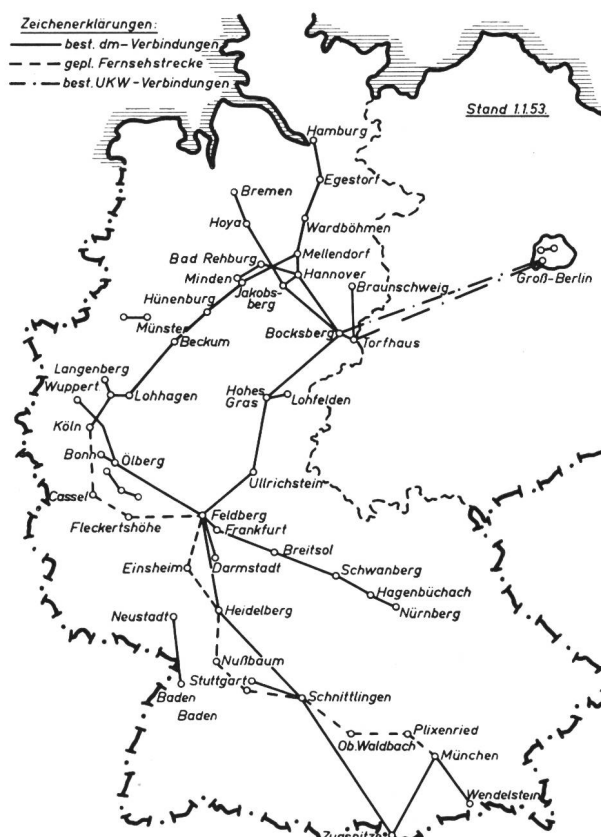 Zeichenerklärungen:
best. dm-Verbindungen
gepl. Fernsehstrecke
best. UKW-Verbindungen
Stand 1.1.53.
Hamburg
Egestorf
Bremen
Hoya
Wardböhmen
Bad Rehburg
Mellendorf
Minden
Hannover
Jakobs-
berg
Braunschweig
Groß-Berlin
Hünenburg
Münster
Beckum
Bocksberg
Torfhaus
Langenberg
Wuppert
Lohhagen
Hohes
Gras
Lohfelden
Köln
Bonn
Ölberg
Ullrichstein
Cassel
Fleckertshöhe
Feldberg
Frankfurt
Breitsol
Einsheim
Darmstadt
Schwanberg
Hagenbüchach
Nürnberg
Neustadt
Heidelberg
Nußbaum
Stuttgart
Baden
Baden
Schnittlingen
Ob. Waldbach
Plixenried
München
Wendelstein
Zugspitze